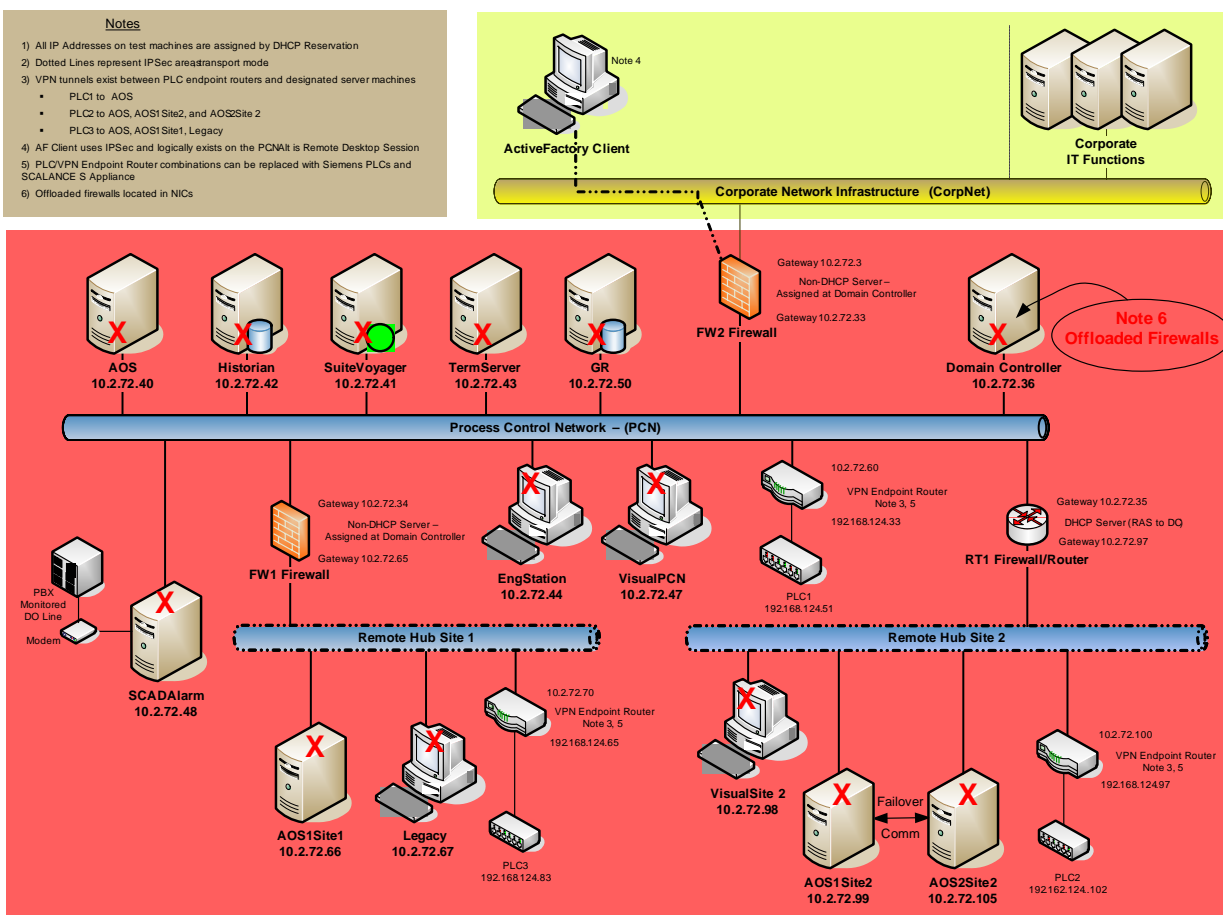 Notes
1) All IP Addresses on test machines are assigned by DHCP Reservation
2) Dotted Lines represent IPSec area transport mode
3) VPN tunnels exist between PLC endpoint routers and designated server machines
▪ PLC1 to AOS
▪ PLC2 to AOS, AOS1Site2, and AOS2Site 2
▪ PLC3 to AOS, AOS1Site1, Legacy
4) AF Client uses IPSec and logically exists on the PCN Alt is Remote Desktop Session
5) PLC/VPN Endpoint Router combinations can be replaced with Siemens PLCs and
SCALANCE S Appliance
6) Offloaded firewalls located in NICs
Note 4
ActiveFactory Client
Corporate
IT Functions
Corporate Network Infrastructure (CorpNet)
X
AOS
10.2.72.40
X
Historian
10.2.72.42
X
SuiteVoyager
10.2.72.41
X
TermServer
10.2.72.43
X
GR
10.2.72.50
Gateway 10.2.72.3
Non-DHCP Server –
Assigned at Domain Controller
Gateway 10.2.72.33
FW2 Firewall
X
Domain Controller
10.2.72.36
Note 6
Offloaded Firewalls
Process Control Network – (PCN)
Gateway 10.2.72.34
Non-DHCP Server –
Assigned at Domain Controller
Gateway 10.2.72.65
FW1 Firewall
X
EngStation
10.2.72.44
X
VisualPCN
10.2.72.47
10.2.72.60
VPN Endpoint Router
Note 3, 5
192.168.124.33
PLC1
192.168.124.51
Gateway 10.2.72.35
DHCP Server (RAS to DC)
Gateway 10.2.72.97
RT1 Firewall/Router
PBX
Monitored
DO Line
Modem
X
SCADAlarm
10.2.72.48
Remote Hub Site 1
X
AOS1Site1
10.2.72.66
X
Legacy
10.2.72.67
10.2.72.70
VPN Endpoint Router
Note 3, 5
192.168.124.65
PLC3
192.168.124.83
Remote Hub Site 2
X
VisualSite 2
10.2.72.98
X
AOS1Site2
10.2.72.99
Failover
Comm
X
AOS2Site2
10.2.72.105
10.2.72.100
VPN Endpoint Router
Note 3, 5
192.168.124.97
PLC2
192.162.124..102